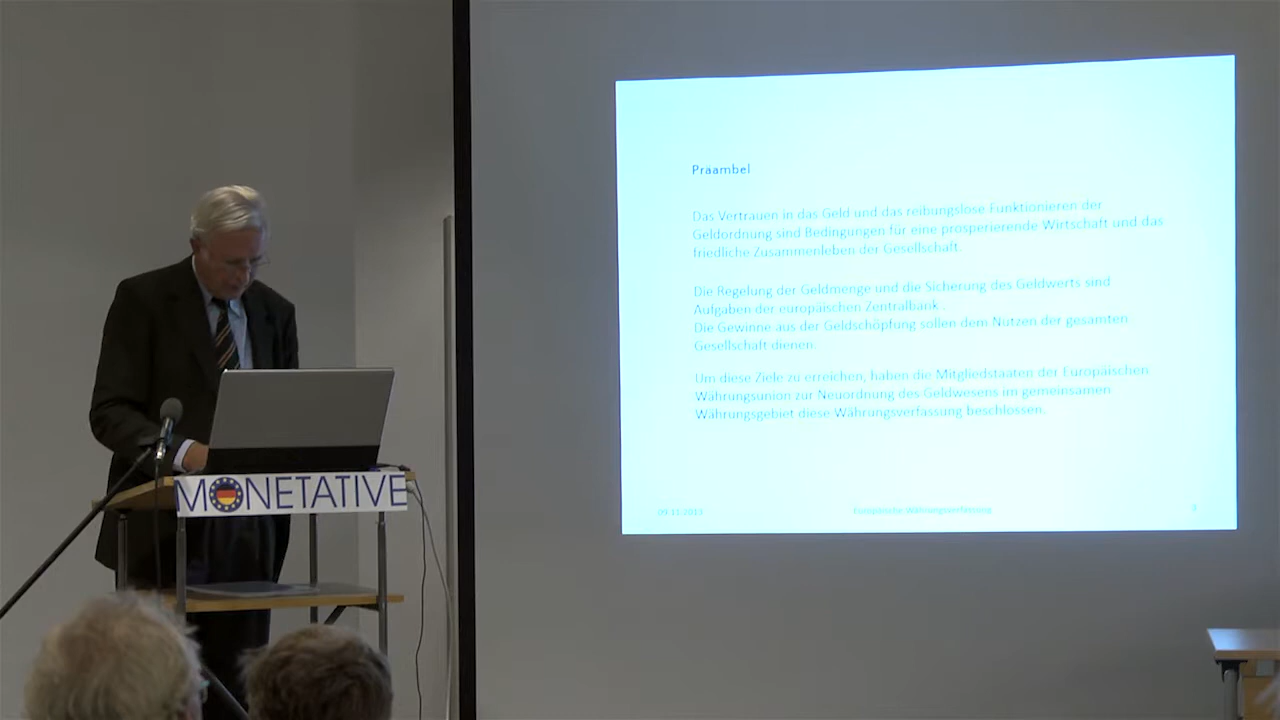 Präambel
Das Vertrauen in das Geld und das reibungslose Funktionieren der
Geldordnung sind Bedingungen für eine prosperierende Wirtschaft und das
friedliche Zusammenleben der Gesellschaft.
Die Regelung der Geldmenge und die Sicherung des Geldwerts sind
Aufgaben der europäischen Zentralbank .
Die Gewinne aus der Geldschöpfung sollen dem Nutzen der gesamten
Gesellschaft dienen.
Um diese Ziele zu erreichen, haben die Mitgliedstaaten der Europäischen
Währungsunion zur Neuordnung des Geldwesens im gemeinsamen
Währungsgebiet diese Währungsverfassung beschlossen.
Europäische Währungsverfassung
MONETATIVE